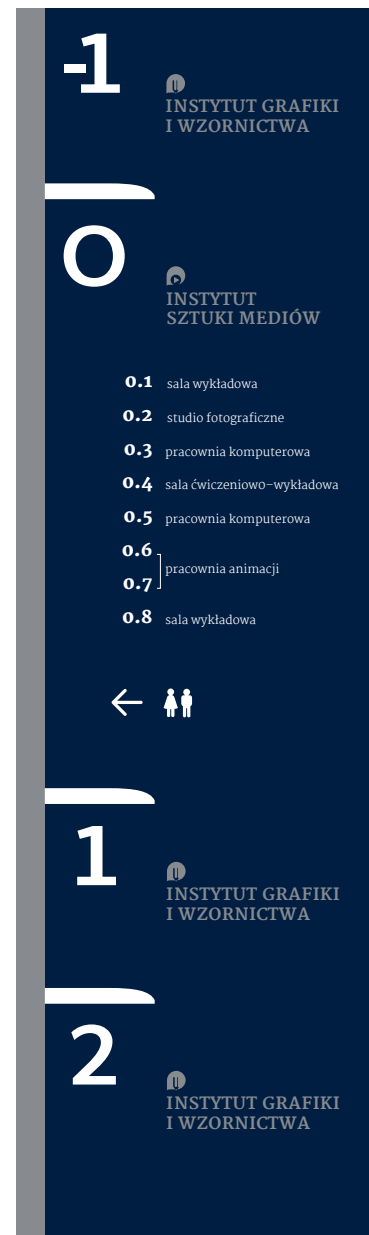 -1
INSTYTUT GRAFIKI
I WZORNICTWA
0
INSTYTUT
SZTUKI MEDIÓW
0.1 sala wykładowa
0.2 studio fotograficzne
0.3 pracownia komputerowa
0.4 sala ćwiczeniowo-wykładowa
0.5 pracownia komputerowa
0.6
pracownia animacji
0.7
0.8 sala wykładowa
1
INSTYTUT GRAFIKI
I WZORNICTWA
2
INSTYTUT GRAFIKI
I WZORNICTWA